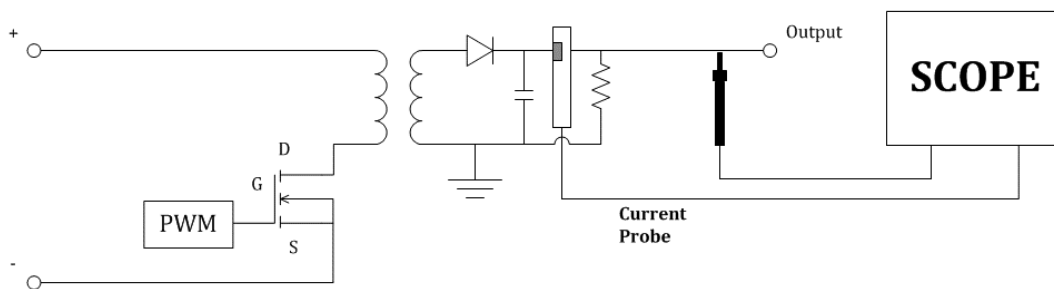 +
Output
SCOPE
D
G
PWM
S
Current
Probe
-